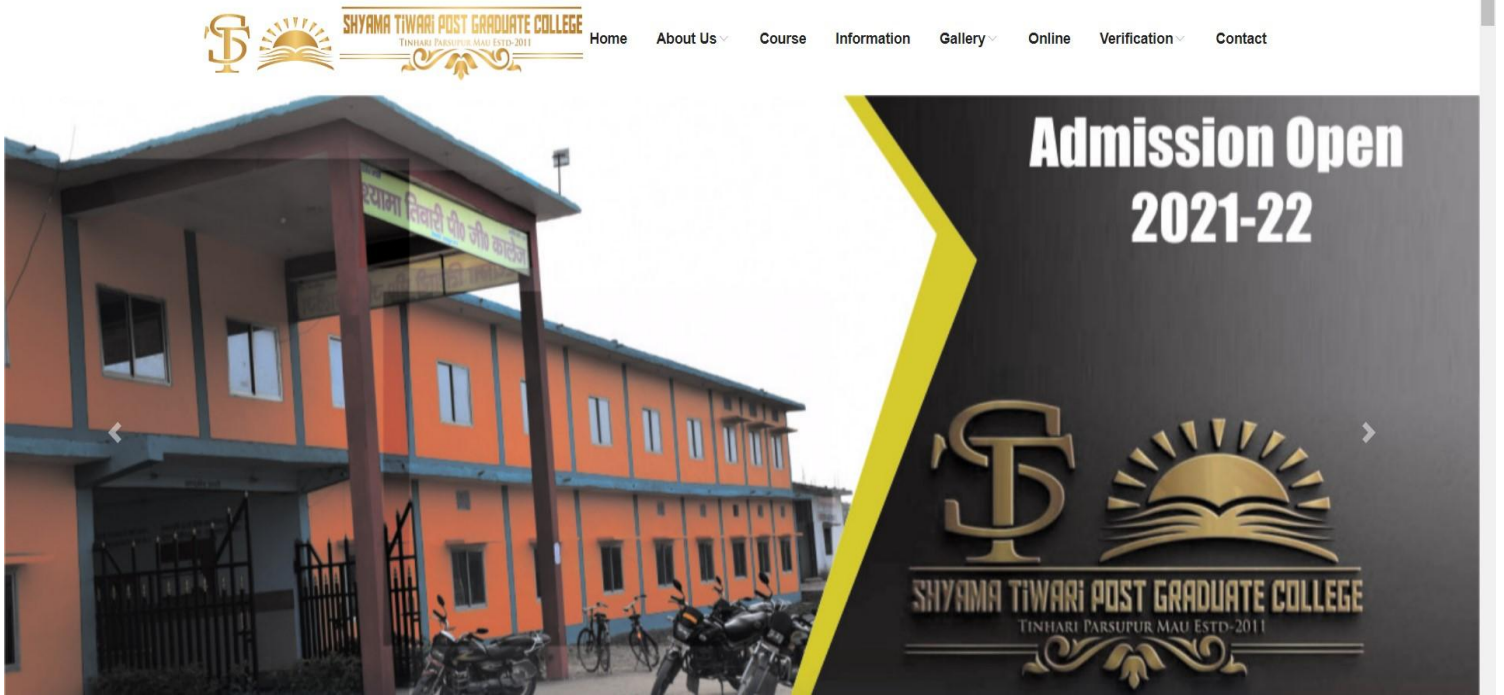 SHYAMA TiWARi POST GRADUATE COLLEGE
TINHARI PARSUPUR MAU ESTD-2011
Home About Us Course Information Gallery Online Verification Contact
Admission Open
2021-22
श्यामा तिवारी पी० जी० कालेज
SHYAMA TiWARi POST GRADUATE COLLEGE
TINHARI PARSUPUR MAU ESTD-2011